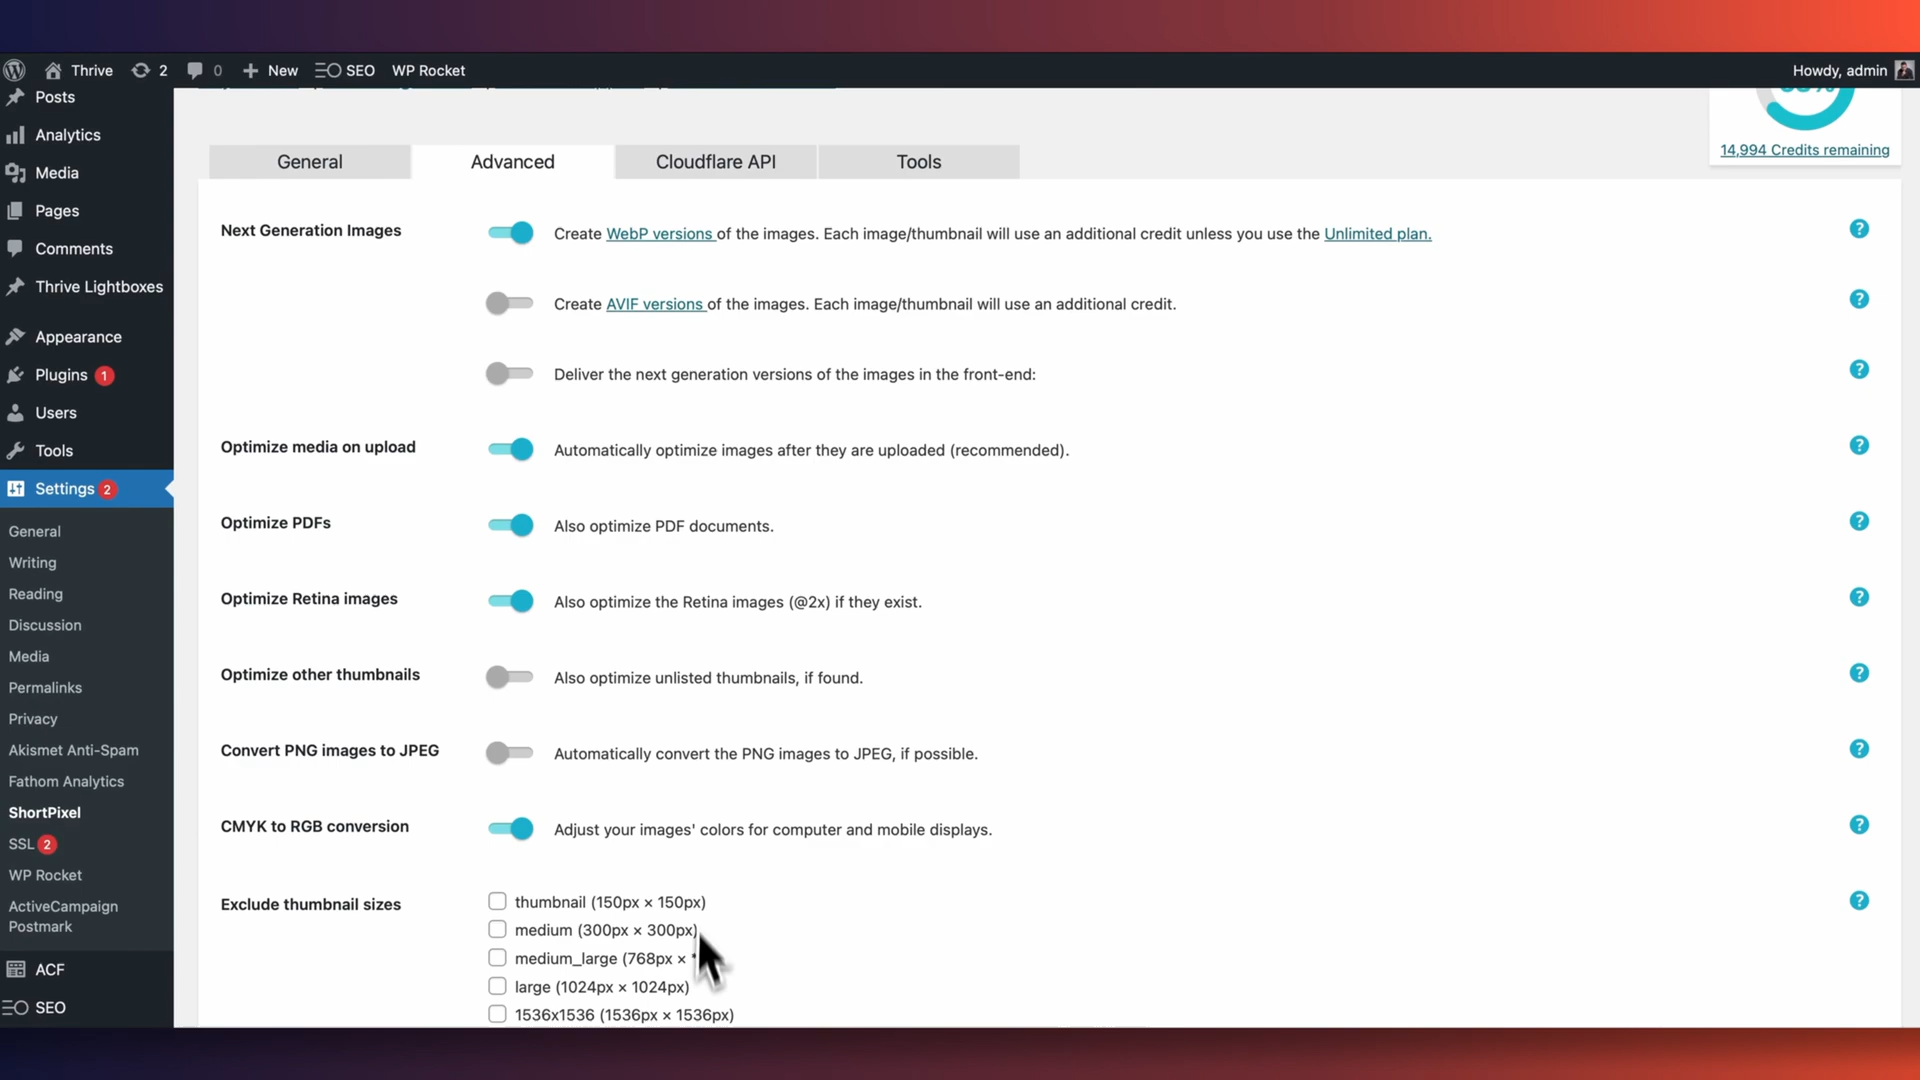 Thrive 2 0 New SEO WP Rocket Howdy, admin
Posts
Analytics
Media
Pages
Comments
Thrive Lightboxes
Appearance
Plugins 1
Users
Tools
Settings 2
General
Writing
Reading
Discussion
Media
Permalinks
Privacy
Akismet Anti-Spam
Fathom Analytics
ShortPixel
SSL 2
WP Rocket
ActiveCampaign
Postmark
ACF
SEO
14,994 Credits remaining
General Advanced Cloudflare API Tools
Next Generation Images Create WebP versions of the images. Each image/thumbnail will use an additional credit unless you use the Unlimited plan. ?
Create AVIF versions of the images. Each image/thumbnail will use an additional credit. ?
Deliver the next generation versions of the images in the front-end: ?
Optimize media on upload Automatically optimize images after they are uploaded (recommended). ?
Optimize PDFs Also optimize PDF documents. ?
Optimize Retina images Also optimize the Retina images (@2x) if they exist. ?
Optimize other thumbnails Also optimize unlisted thumbnails, if found. ?
Convert PNG images to JPEG Automatically convert the PNG images to JPEG, if possible. ?
CMYK to RGB conversion Adjust your images' colors for computer and mobile displays. ?
Exclude thumbnail sizes thumbnail (150px × 150px) ?
medium (300px × 300px)
medium_large (768px ×
large (1024px × 1024px)
1536x1536 (1536px × 1536px)